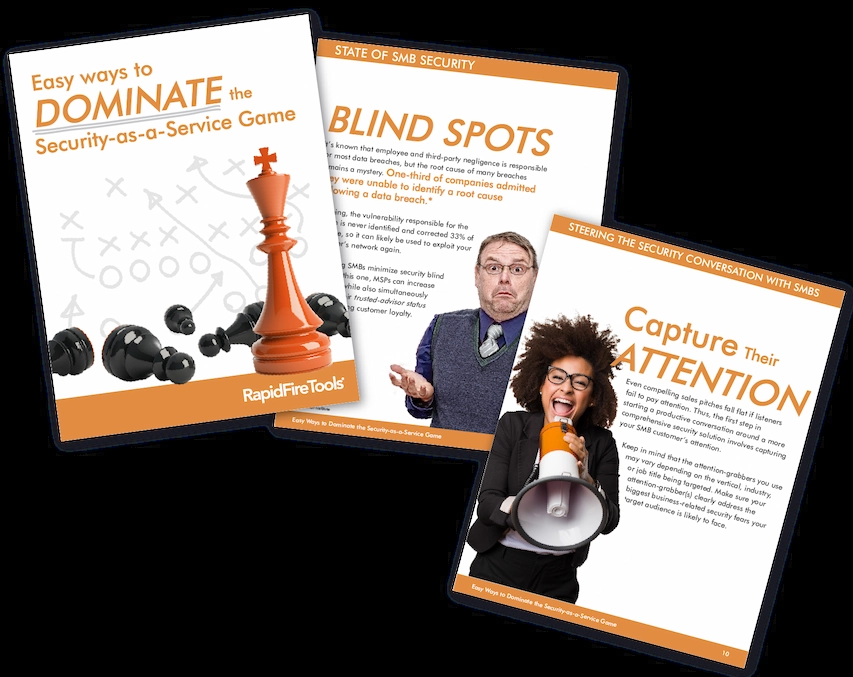 Easy ways to
DOMINATE the
Security-as-a-Service Game
RapidFireTools®
STATE OF SMB SECURITY
BLIND SPOTS
It's known that employee and third-party negligence is responsible
for most data breaches, but the root cause of many breaches
remains a mystery. One-third of companies admitted
they were unable to identify a root cause
following a data breach.*
the vulnerability responsible for the
is never identified and corrected 33% of
so it can likely be used to exploit your
network again.
SMBs minimize security blind
this one, MSPs can increase
while also simultaneously
trusted-advisor status
customer loyalty.
Easy Ways to Dominate the Security-as-a-Service Game
STEERING THE SECURITY CONVERSATION WITH SMBS
Capture Their
ATTENTION
Even compelling sales pitches fall flat if listeners
fail to pay attention. Thus, the first step in
starting a productive conversation around a more
comprehensive security solution involves capturing
your SMB customer's attention.
Keep in mind that the attention-grabbers you use
may vary depending on the vertical, industry,
or job title being targeted. Make sure your
attention-grabber(s) clearly address the
biggest business-related security fears your
target audience is likely to face.
Easy Ways to Dominate the Security-as-a-Service Game
10